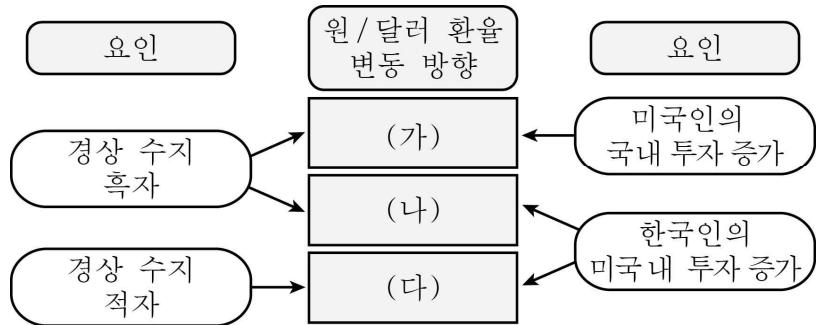 요인
원/달러 환율
변동 방향
요인
경상 수지
흑자
(가)
미국인의
국내 투자 증가
(나)
경상 수지
적자
(다)
한국인의
미국 내 투자 증가